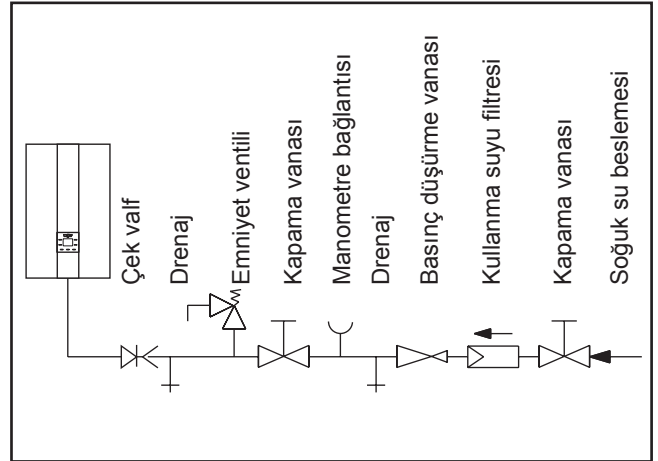 Çek valf
Drenaj
Emniyet ventili
Kapama vanası
Manometre bağlantısı
Drenaj
Basınç düşürme vanası
Kullanma suyu filtresi
Kapama vanası
Soğuk su beslemesi